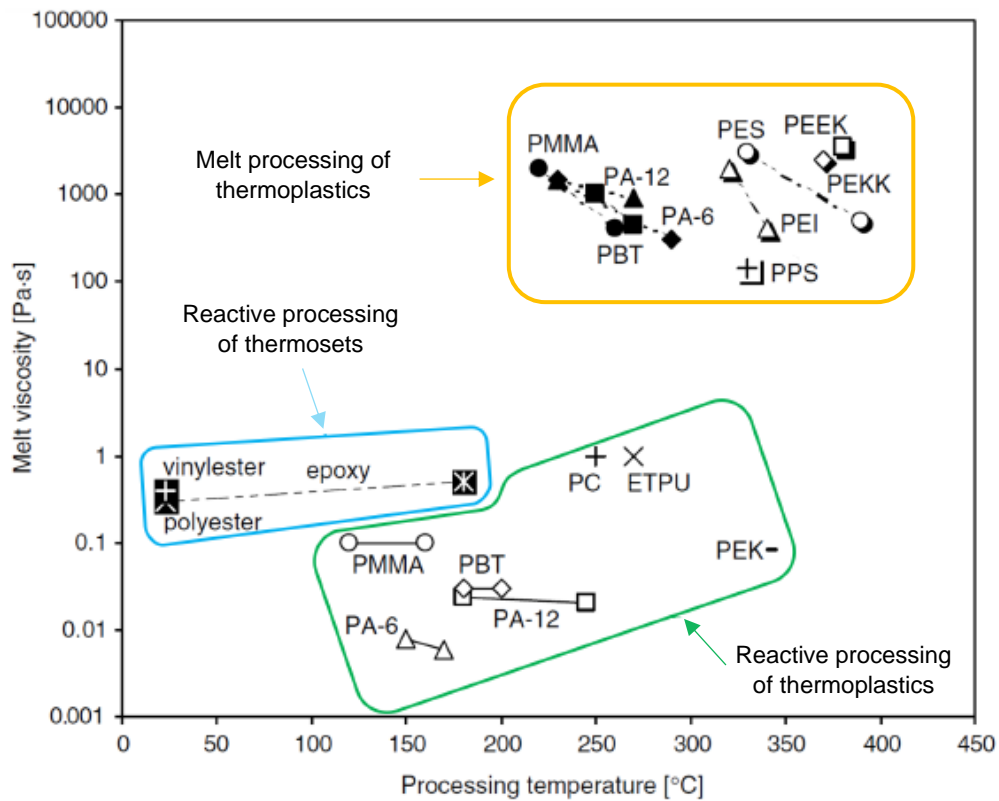 100000
10000
1000
100
10
1
0.1
0.01
0.001
Melt viscosity [Pa·s]
Melt processing of
thermoplastics
PMMA
PA-12
PBT
PA-6
PES
PEEK
PEKK
PEI
PPS
Reactive processing
of thermosets
vinylester
epoxy
polyester
PC
ETPU
PMMA
PBT
PEK
PA-6
PA-12
Reactive processing
of thermoplastics
0 50 100 150 200 250 300 350 400 450
Processing temperature [°C]